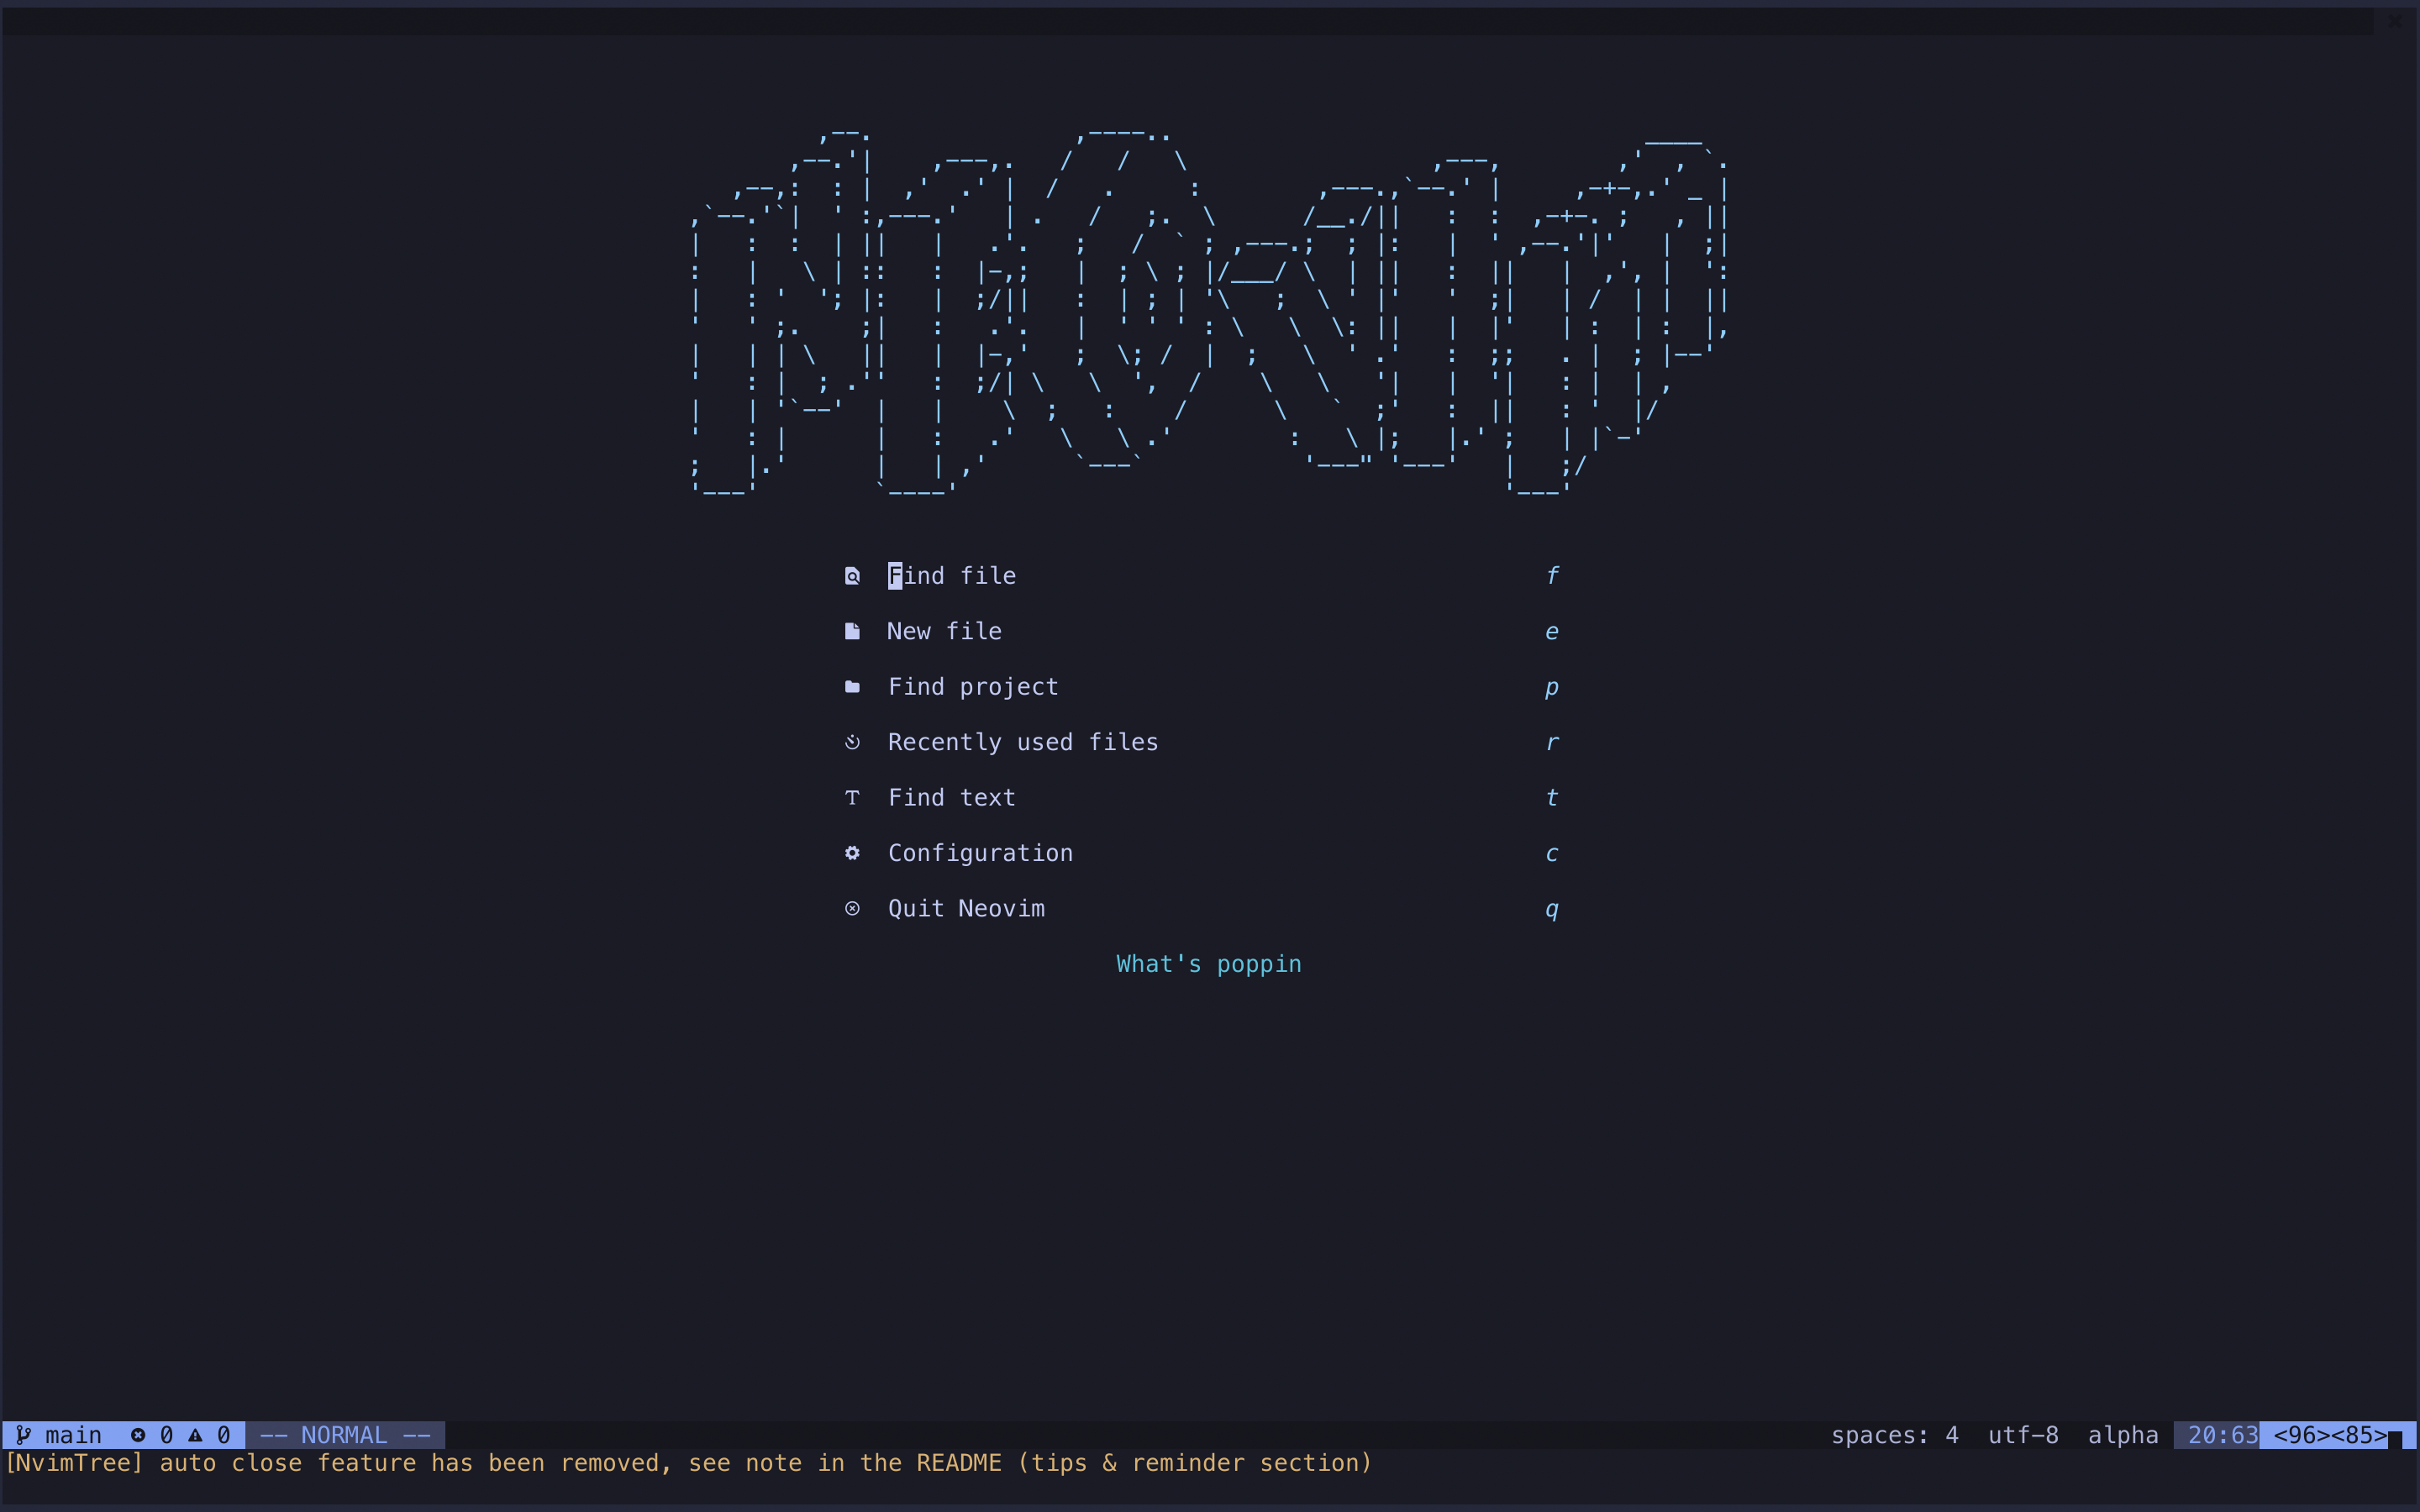 NEOVIM
Find file f
New file e
Find project p
Recently used files r
Find text t
Configuration c
Quit Neovim q
What's poppin
main 0 0 -- NORMAL -- spaces: 4 utf-8 alpha 20:63 <96><85>
[NvimTree] auto close feature has been removed, see note in the README (tips & reminder section)